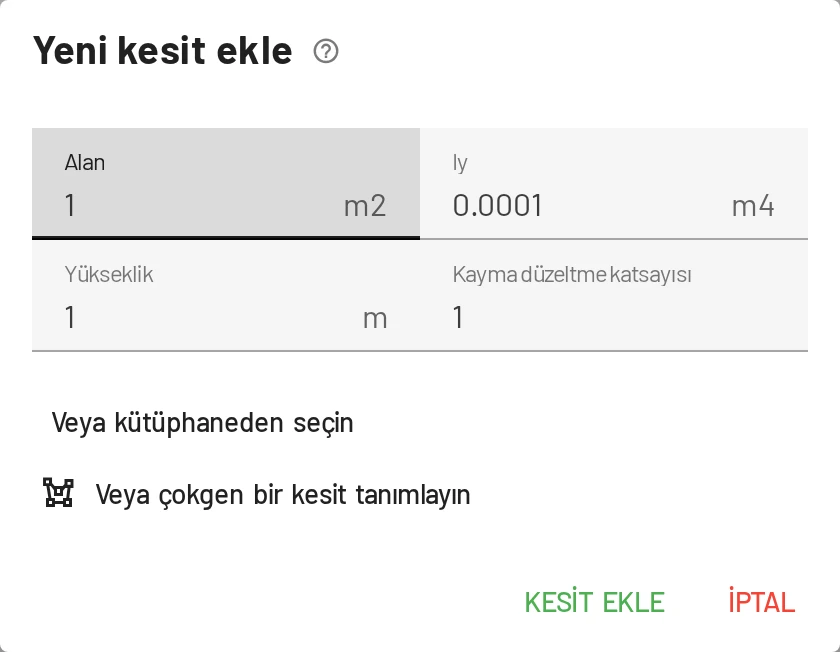 Yeni kesit ekle ?
Alan
1 m2
Iy
0.0001 m4
Yükseklik
1 m
Kayma düzeltme katsayısı
1
Veya kütüphaneden seçin
Veya çokgen bir kesit tanımlayın
KESİT EKLE İPTAL